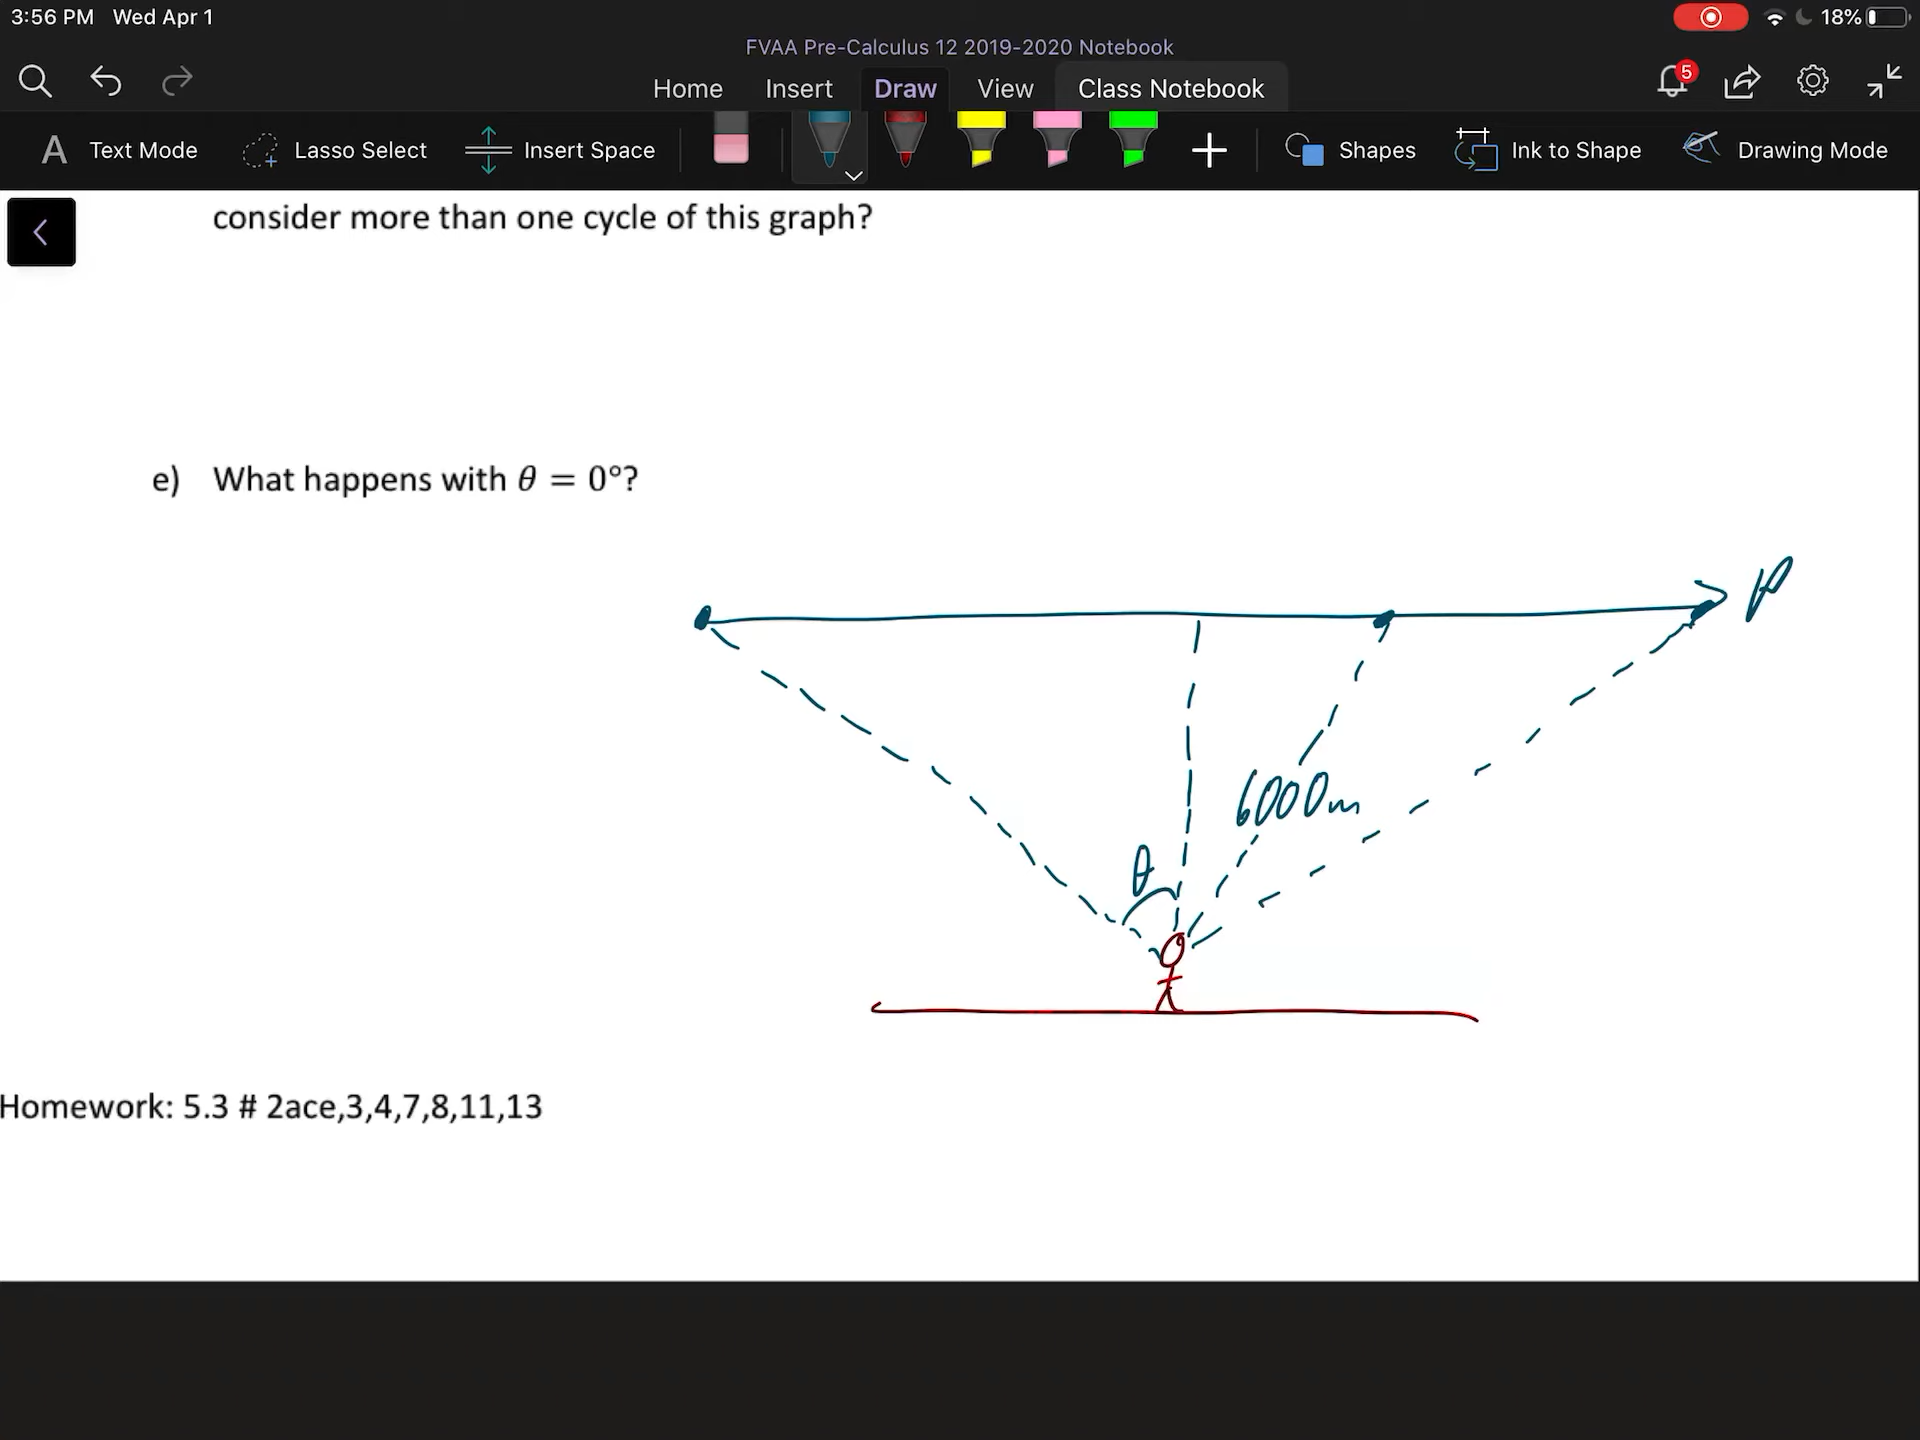 3:56 PM Wed Apr 1
18%
FVAA Pre-Calculus 12 2019-2020 Notebook
Home Insert Draw View Class Notebook
5
A Text Mode Lasso Select Insert Space Shapes Ink to Shape Drawing Mode
consider more than one cycle of this graph?
e) What happens with θ = 0°?
6000m
θ
Homework: 5.3 # 2ace,3,4,7,8,11,13